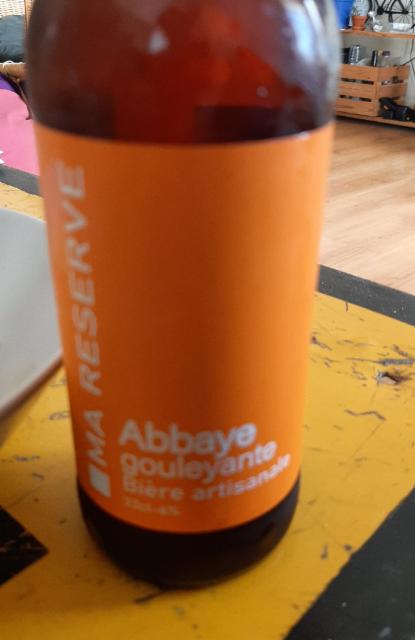 MA RESERVE
Abbaye
gouleyante
Bière artisanale
33cl-6%